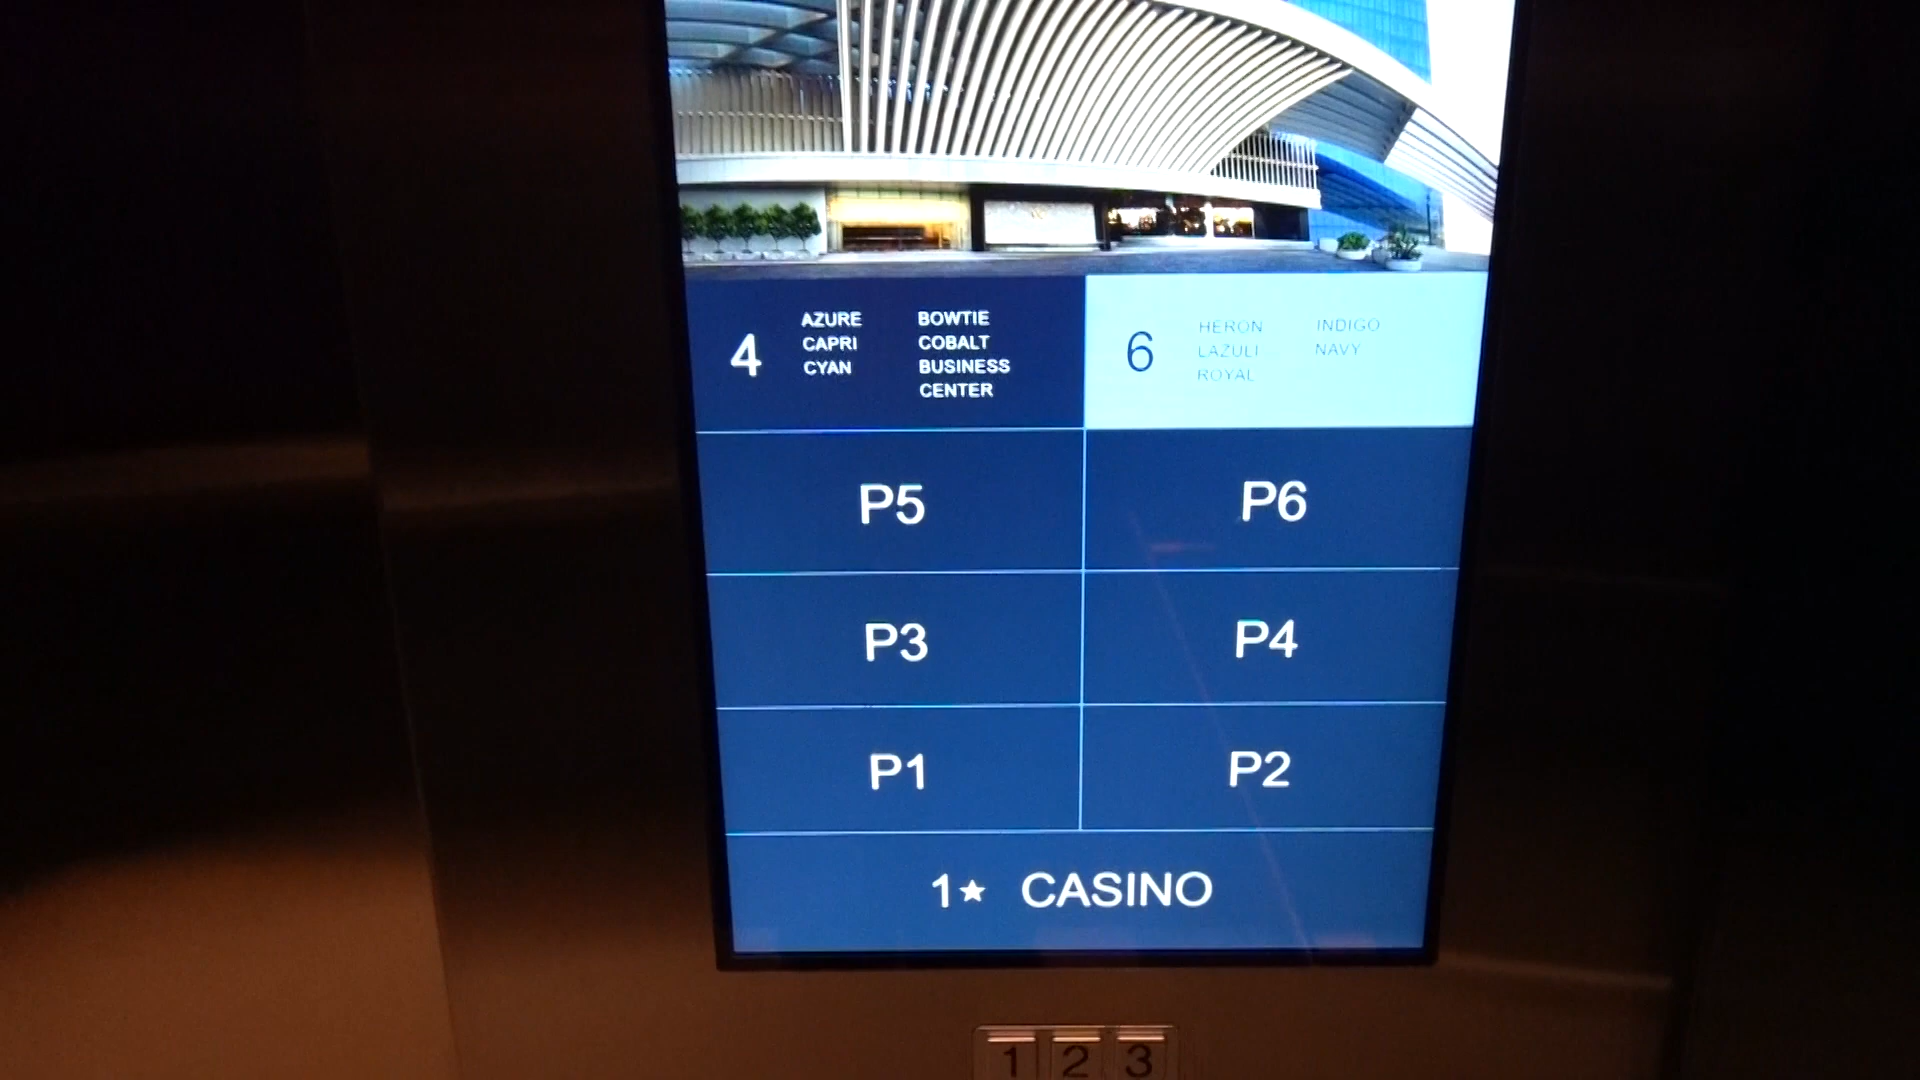 4
AZURE
CAPRI
CYAN
BOWTIE
COBALT
BUSINESS
CENTER
6
HERON
LAZULI
ROYAL
INDIGO
NAVY
P5
P6
P3
P4
P1
P2
1★ CASINO
1 2 3